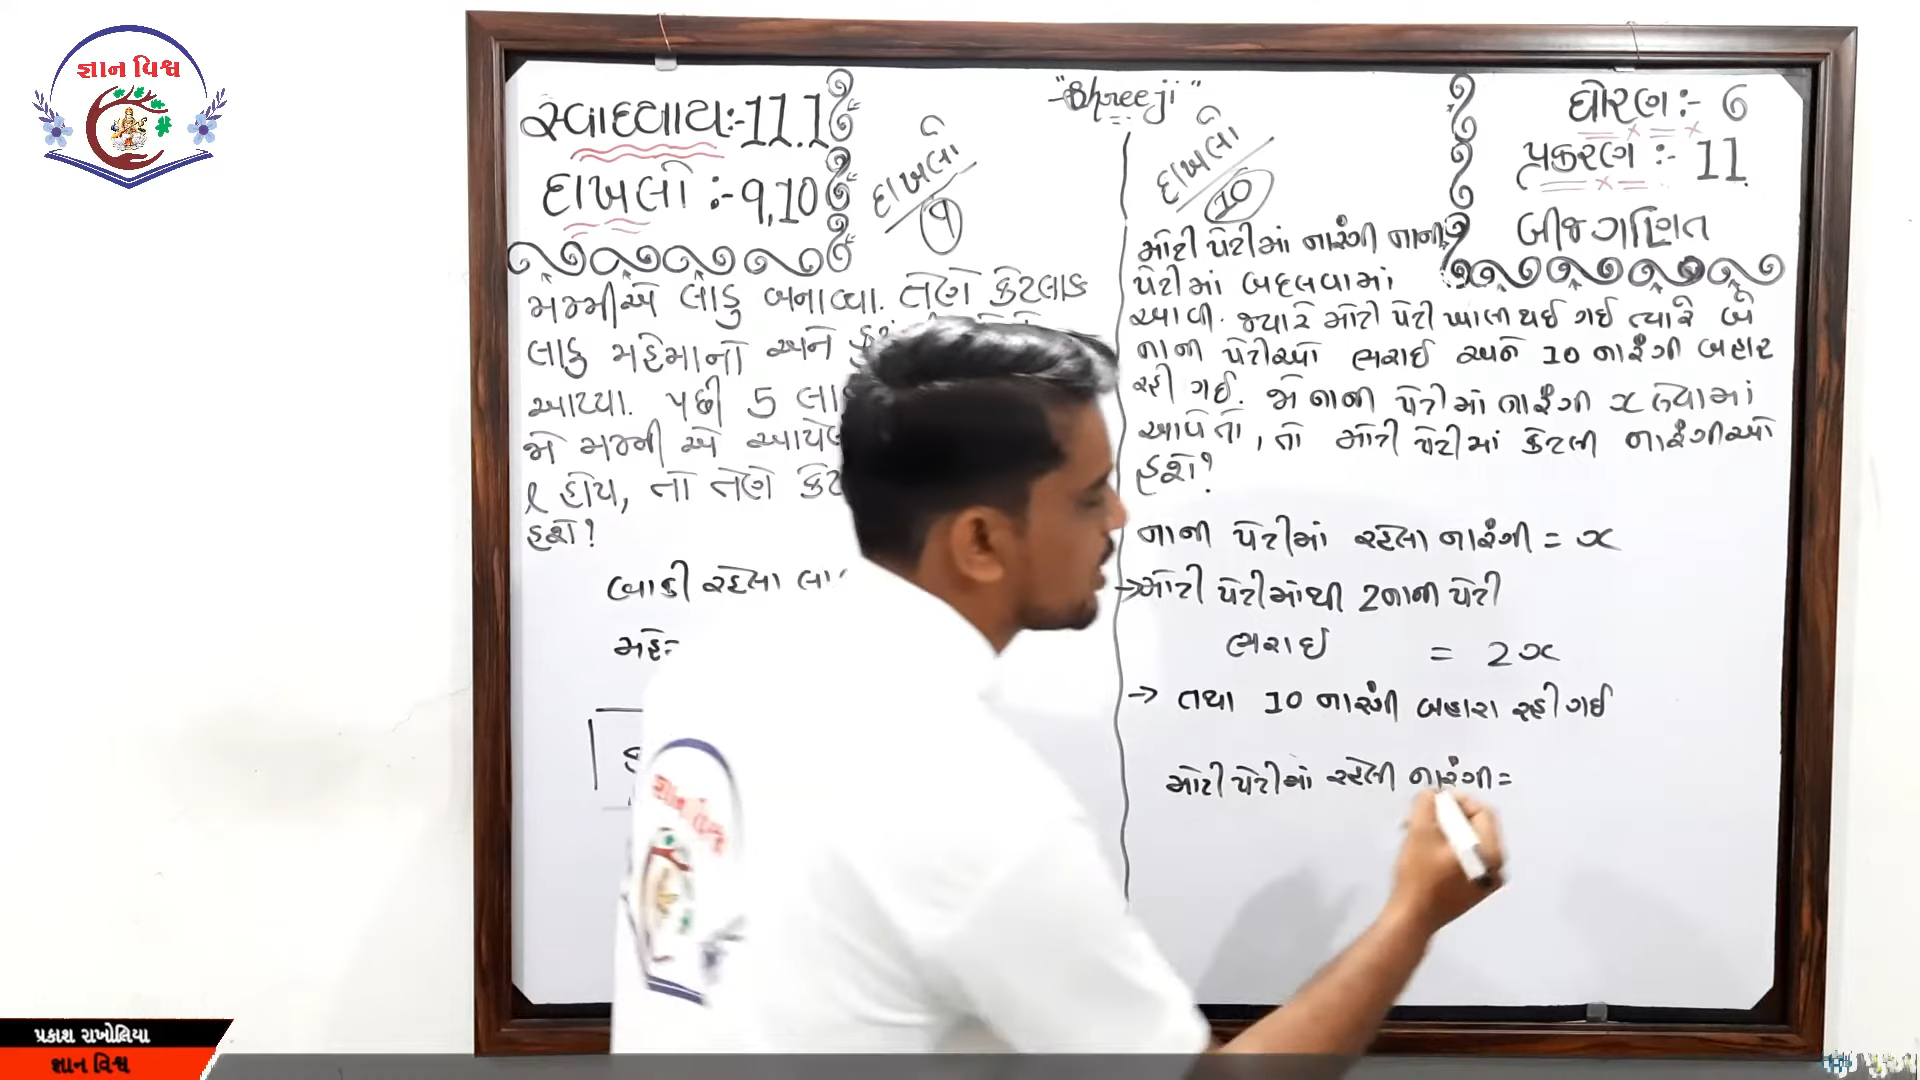 જ્ઞાન વિશ્વ
"Shreeji"
સ્વાધ્યાય:-11.1
દાખલો :- 9,10
દાખલો
9
મમ્મીએ લાડુ બનાવ્યા. તેણે કેટલાક
લાડુ મહેમાનો અને
આપ્યા. પછી 5
જો મમ્મી એ
l હોય, તો તેણે
હશે?
બાકી રહેલા
દાખલો
10
ધોરણ :- 6
પ્રકરણ :- 11
બીજગણિત
મોટી પેટીમાં નારંગી નાની
પેટીમાં બદલવામાં
આવી. જ્યારે મોટી પેટી ખાલી થઈ ગઈ ત્યારે બે
નાની પેટીઓ ભરાઈ અને 10 નારંગી બહાર
રહી ગઈ. જો નાની પેટીમાં નારંગી x લેવામાં
આવે તો, તો મોટી પેટીમાં કેટલી નારંગીઓ
હશે?
નાની પેટીમાં રહેલા નારંગી = x
→ મોટી પેટીમાંથી 2 નાની પેટી
ભરાઈ = 2x
→ તથા 10 નારંગી બહારા રહી ગઈ
મોટી પેટીમાં રહેલી નારંગી =
પ્રકાશ રાખોલિયા
જ્ઞાન વિશ્વ